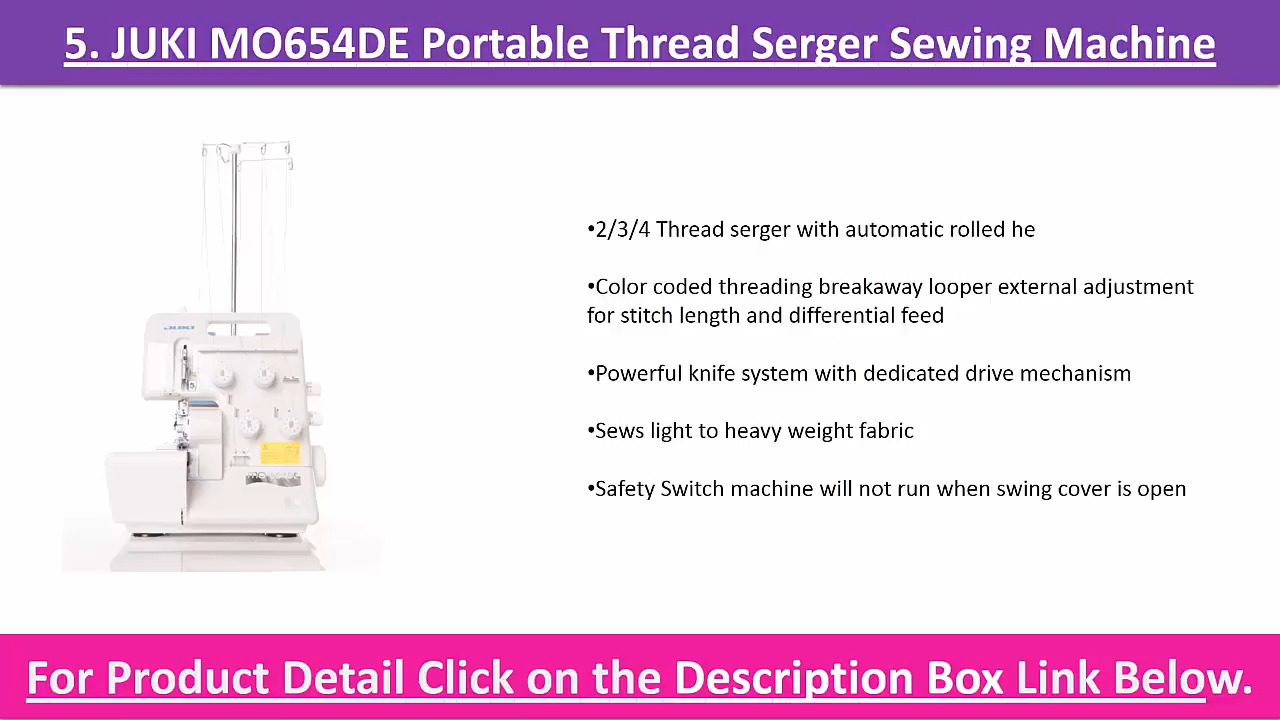 5. JUKI MO654DE Portable Thread Serger Sewing Machine
JUKI
•2/3/4 Thread serger with automatic rolled he
•Color coded threading breakaway looper external adjustment
for stitch length and differential feed
•Powerful knife system with dedicated drive mechanism
•Sews light to heavy weight fabric
•Safety Switch machine will not run when swing cover is open
For Product Detail Click on the Description Box Link Below.